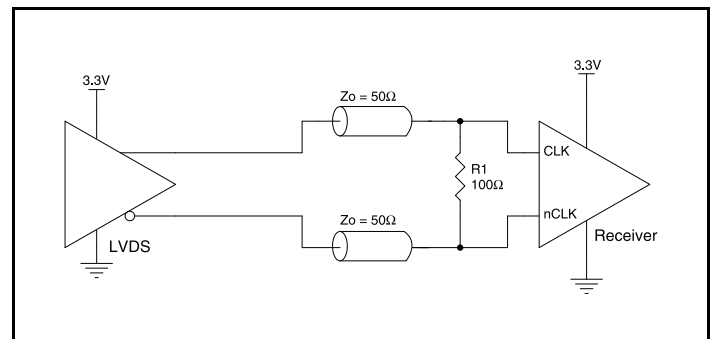 3.3V
3.3V
Zo = 50Ω
CLK
R1
100Ω
Zo = 50Ω
nCLK
Receiver
LVDS